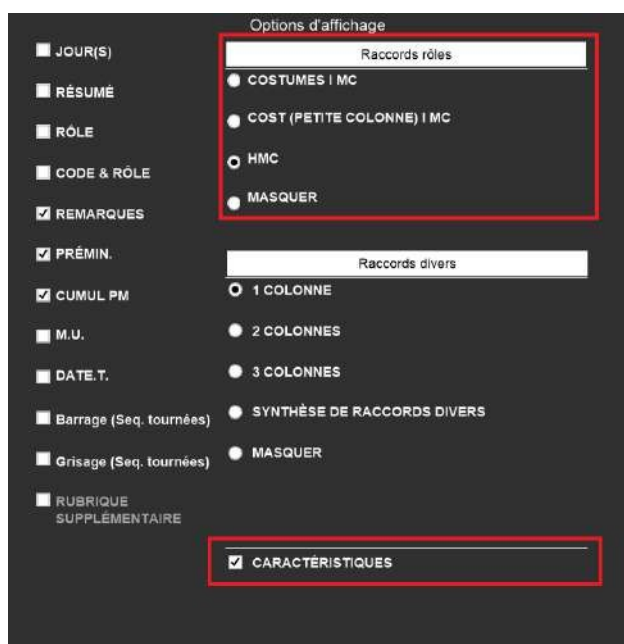 Options d'affichage
JOUR(S)
RÉSUMÉ
RÔLE
CODE & RÔLE
REMARQUES
PRÉMIN.
CUMUL PM
M.U.
DATE.T.
Barrage (Seq. tournées)
Grisage (Seq. tournées)
RUBRIQUE
SUPPLÉMENTAIRE
Raccords rôles
COSTUMES I MC
COST (PETITE COLONNE) I MC
HMC
MASQUER
Raccords divers
1 COLONNE
2 COLONNES
3 COLONNES
SYNTHÈSE DE RACCORDS DIVERS
MASQUER
CARACTÉRISTIQUES